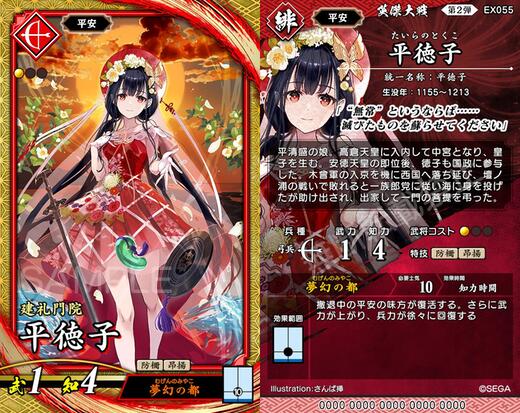 平安
建礼門院
平徳子
防柵 昂揚
武1 知4
むげんのみやこ
夢幻の都
10
SAMPLE
緋
平安
英傑大戦 第2弾 EX055
たいらのとくこ
平徳子
統一名称：平徳子
生没年：1155～1213
“無常”というならば……
滅びたものを蘇らせてください」
平清盛の娘。高倉天皇に入内して中宮となり、皇
子を生む。安徳天皇の即位後、徳子も国政に参与
した。木曾軍の入京を機に西国へ落ち延び、壇ノ
浦の戦いで敗れると一族郎党に従い海に身を投げ
たが助け出され、出家して一門の菩提を弔った。
兵種 武力 知力 武将コスト
弓兵 1 4 特技 防柵 昂揚
むげんのみやこ 必要士気 効果時間
夢幻の都 10 知力時間
効果範囲
撤退中の平安の味方が復活する。さらに武
力が上がり、兵力が徐々に回復する
Illustration:さんば挿 ©SEGA
0000-0000-0000-0000-0000